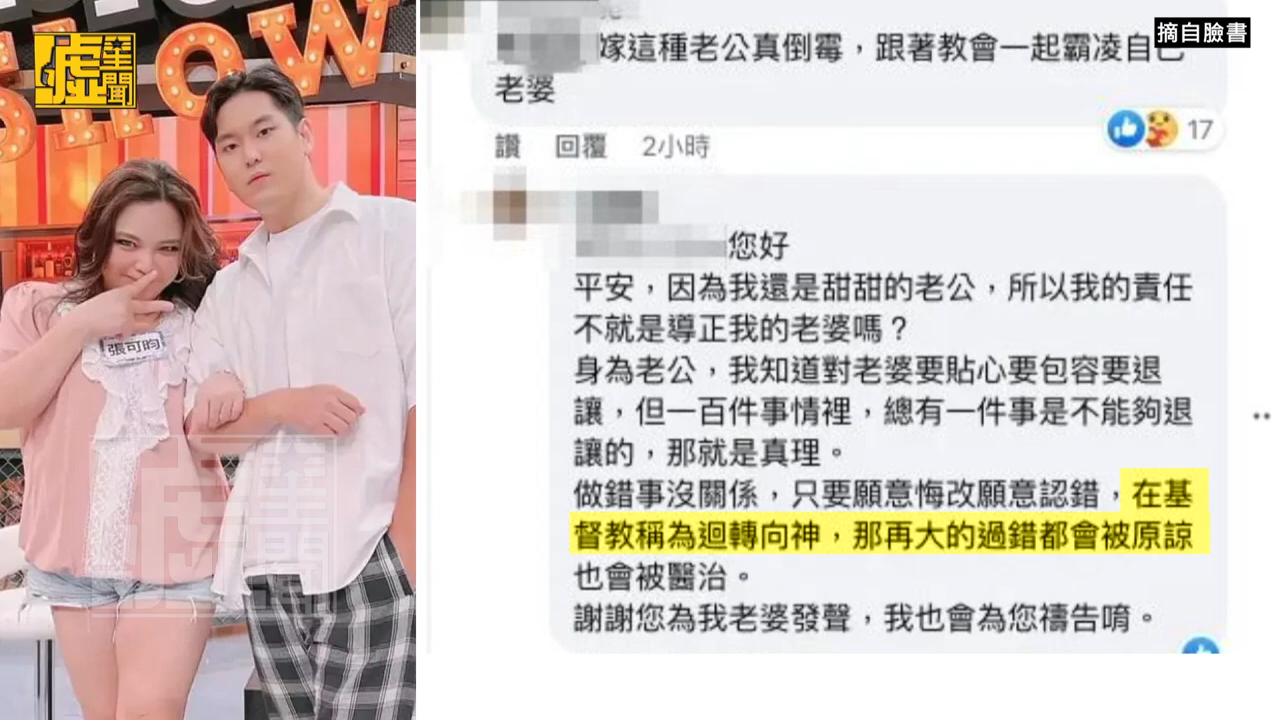 SHOW
噓星聞
張可昀
摘自臉書
嫁這種老公真倒霉，跟著教會一起霸凌自己
老婆
讚 回覆 2小時
17
您好
平安，因為我還是甜甜的老公，所以我的責任
不就是導正我的老婆嗎？
身為老公，我知道對老婆要貼心要包容要退
讓，但一百件事情裡，總有一件事是不能夠退
讓的，那就是真理。
做錯事沒關係，只要願意悔改願意認錯，在基
督教稱為迴轉向神，那再大的過錯都會被原諒
也會被醫治。
謝謝您為我老婆發聲，我也會為您禱告唷。